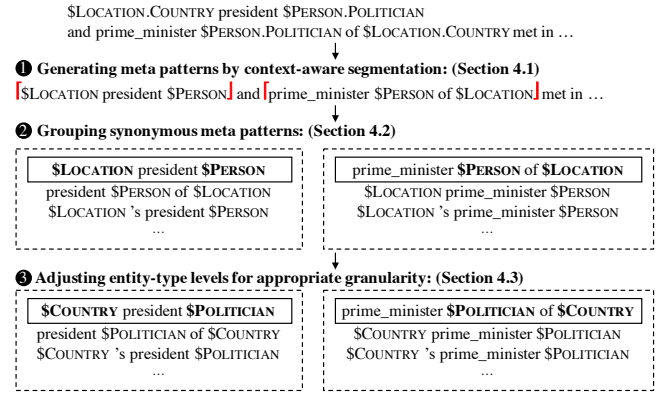 $LOCATION.COUNTRY president $PERSON.POLITICIAN
and prime_minister $PERSON.POLITICIAN of $LOCATION.COUNTRY met in …
❶ Generating meta patterns by context-aware segmentation: (Section 4.1)
⌈$LOCATION president $PERSON⌋ and ⌈prime_minister $PERSON of $LOCATION⌋ met in …
❷ Grouping synonymous meta patterns: (Section 4.2)
$LOCATION president $PERSON
president $PERSON of $LOCATION
$LOCATION 's president $PERSON
...
prime_minister $PERSON of $LOCATION
$LOCATION prime_minister $PERSON
$LOCATION 's prime_minister $PERSON
...
❸ Adjusting entity-type levels for appropriate granularity: (Section 4.3)
$COUNTRY president $POLITICIAN
president $POLITICIAN of $COUNTRY
$COUNTRY 's president $POLITICIAN
...
prime_minister $POLITICIAN of $COUNTRY
$COUNTRY prime_minister $POLITICIAN
$COUNTRY 's prime_minister $POLITICIAN
...